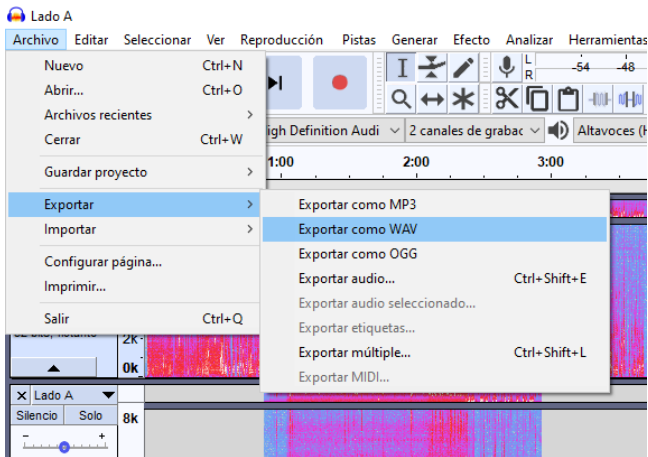 Lado A
Archivo Editar Seleccionar Ver Reproducción Pistas Generar Efecto Analizar Herramientas
Nuevo Ctrl+N
Abrir... Ctrl+O
Archivos recientes >
Cerrar Ctrl+W
Guardar proyecto >
Exportar >
Importar >
Configurar página...
Imprimir...
Salir Ctrl+Q
L
R
-54 -48
igh Definition Audi 2 canales de grabac Altavoces (H
1:00 2:00 3:00
Exportar como MP3
Exportar como WAV
Exportar como OGG
Exportar audio... Ctrl+Shift+E
Exportar audio seleccionado...
Exportar etiquetas...
Exportar múltiple... Ctrl+Shift+L
Exportar MIDI...
2k
0k
X Lado A
Silencio Solo 8k
- +